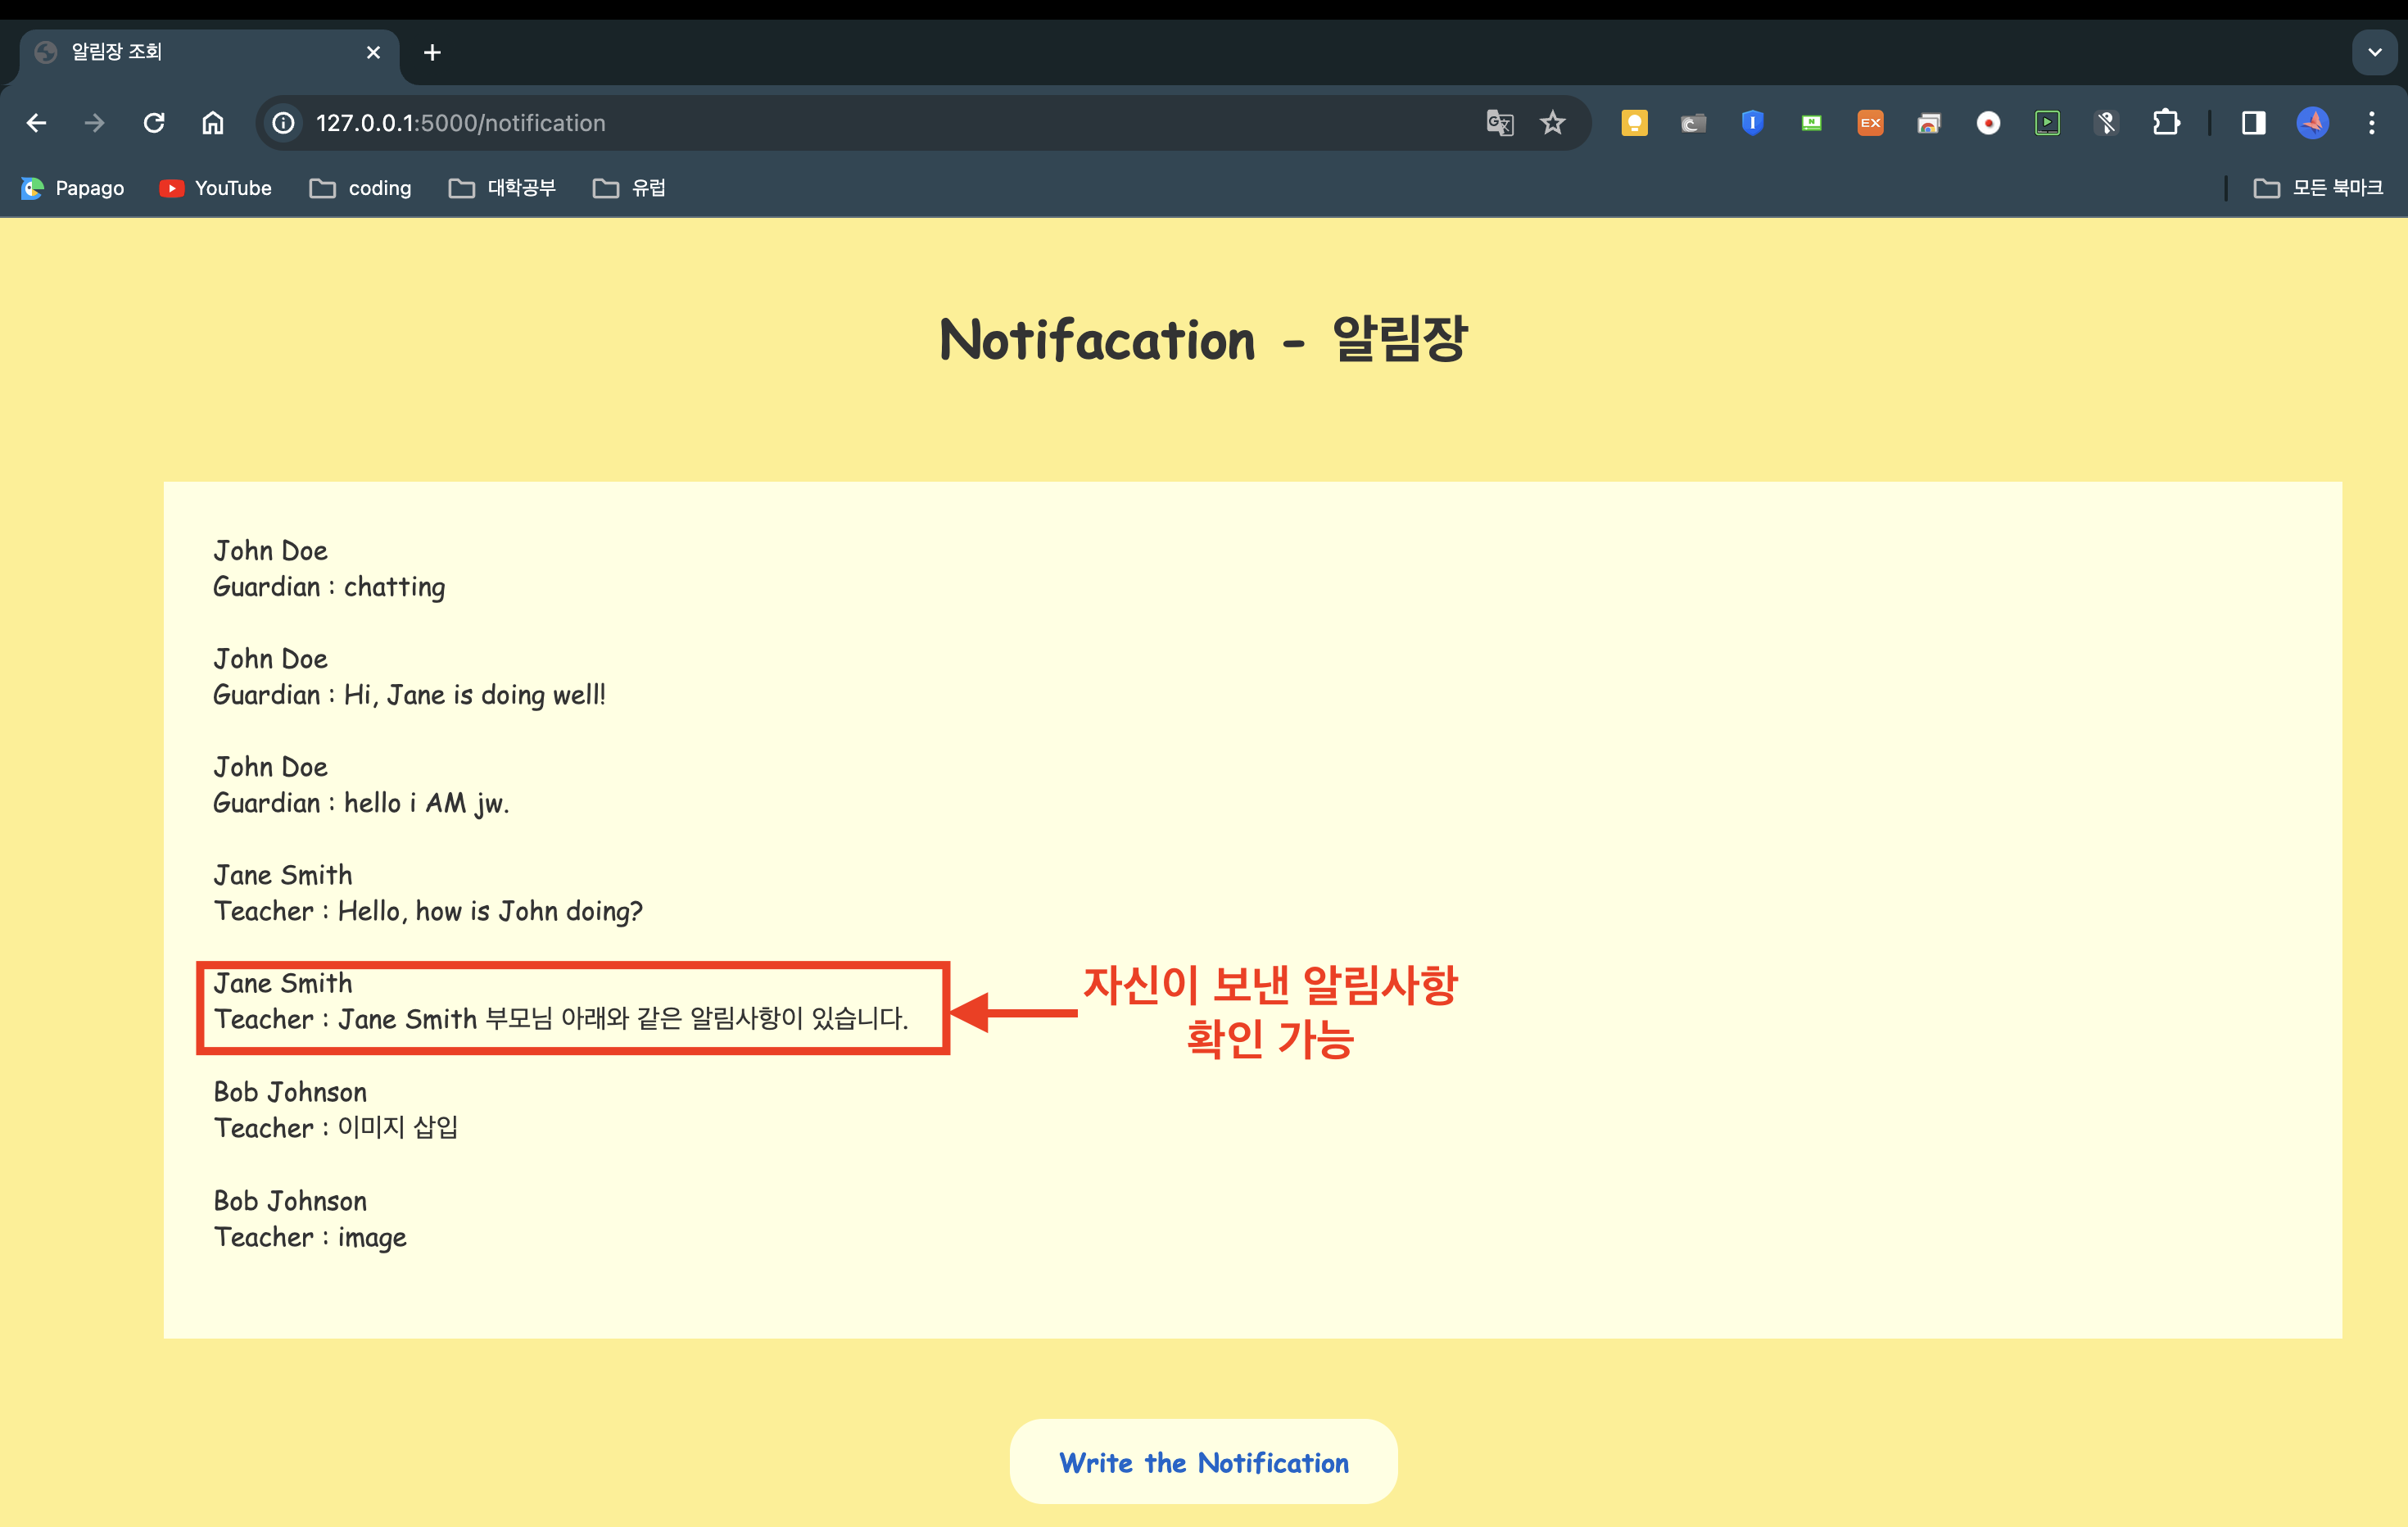 알림장 조회
127.0.0.1:5000/notification
EX
Papago YouTube coding 대학공부 유럽 모든 북마크
Notifacation - 알림장
John Doe
Guardian : chatting
John Doe
Guardian : Hi, Jane is doing well!
John Doe
Guardian : hello i AM jw.
Jane Smith
Teacher : Hello, how is John doing?
Jane Smith
Teacher : Jane Smith 부모님 아래와 같은 알림사항이 있습니다.
자신이 보낸 알림사항
확인 가능
Bob Johnson
Teacher : 이미지 삽입
Bob Johnson
Teacher : image
Write the Notification